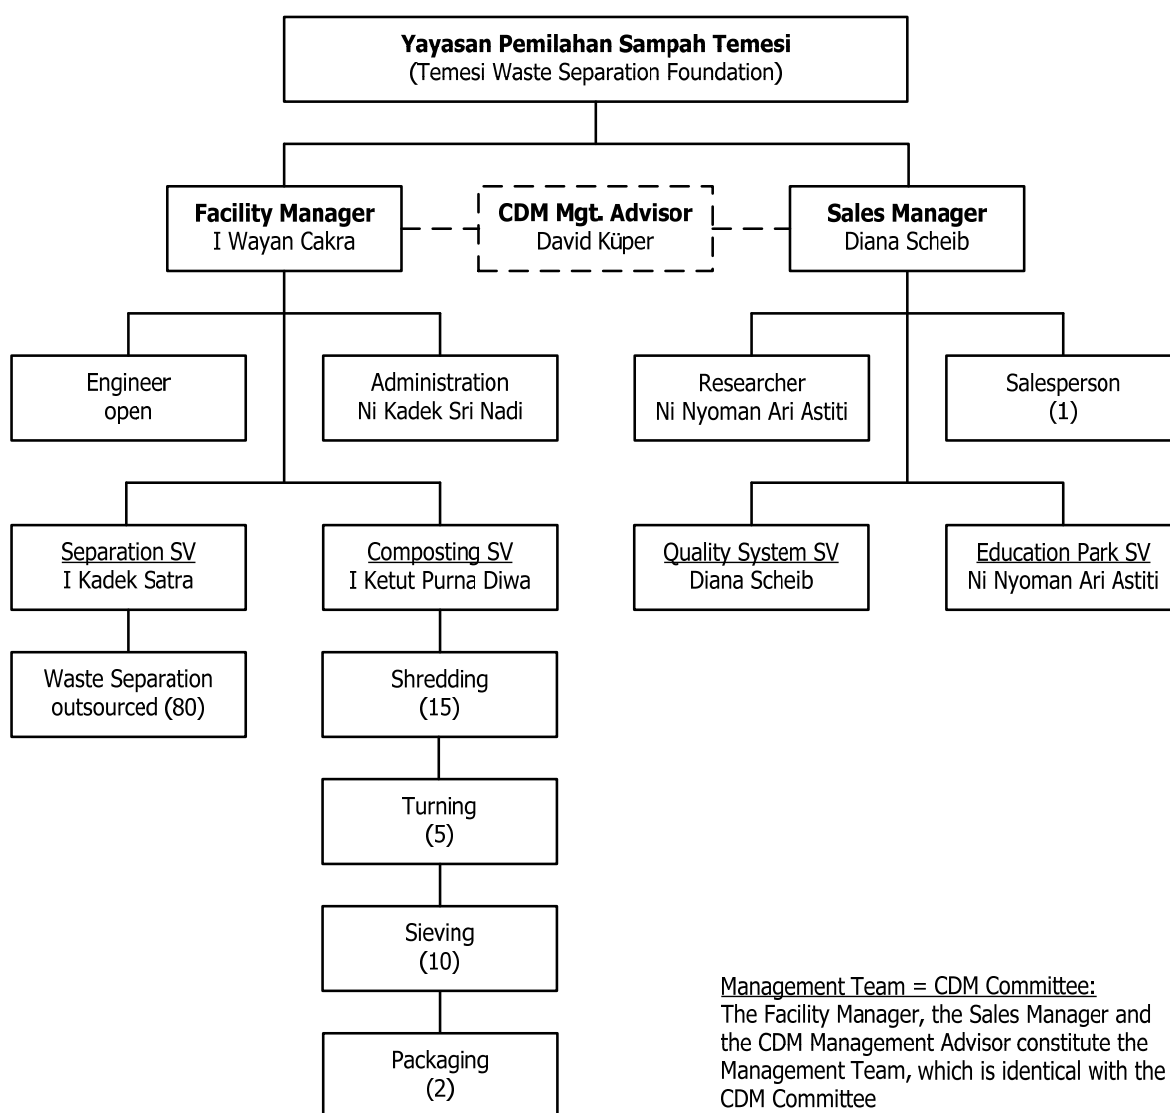 Yayasan Pemilahan Sampah Temesi
(Temesi Waste Separation Foundation)
Facility Manager
I Wayan Cakra
CDM Mgt. Advisor
David Küper
Sales Manager
Diana Scheib
Engineer
open
Administration
Ni Kadek Sri Nadi
Researcher
Ni Nyoman Ari Astiti
Salesperson
(1)
Separation SV
I Kadek Satra
Composting SV
I Ketut Purna Diwa
Quality System SV
Diana Scheib
Education Park SV
Ni Nyoman Ari Astiti
Waste Separation
outsourced (80)
Shredding
(15)
Turning
(5)
Sieving
(10)
Packaging
(2)
Management Team = CDM Committee:
The Facility Manager, the Sales Manager and
the CDM Management Advisor constitute the
Management Team, which is identical with the
CDM Committee